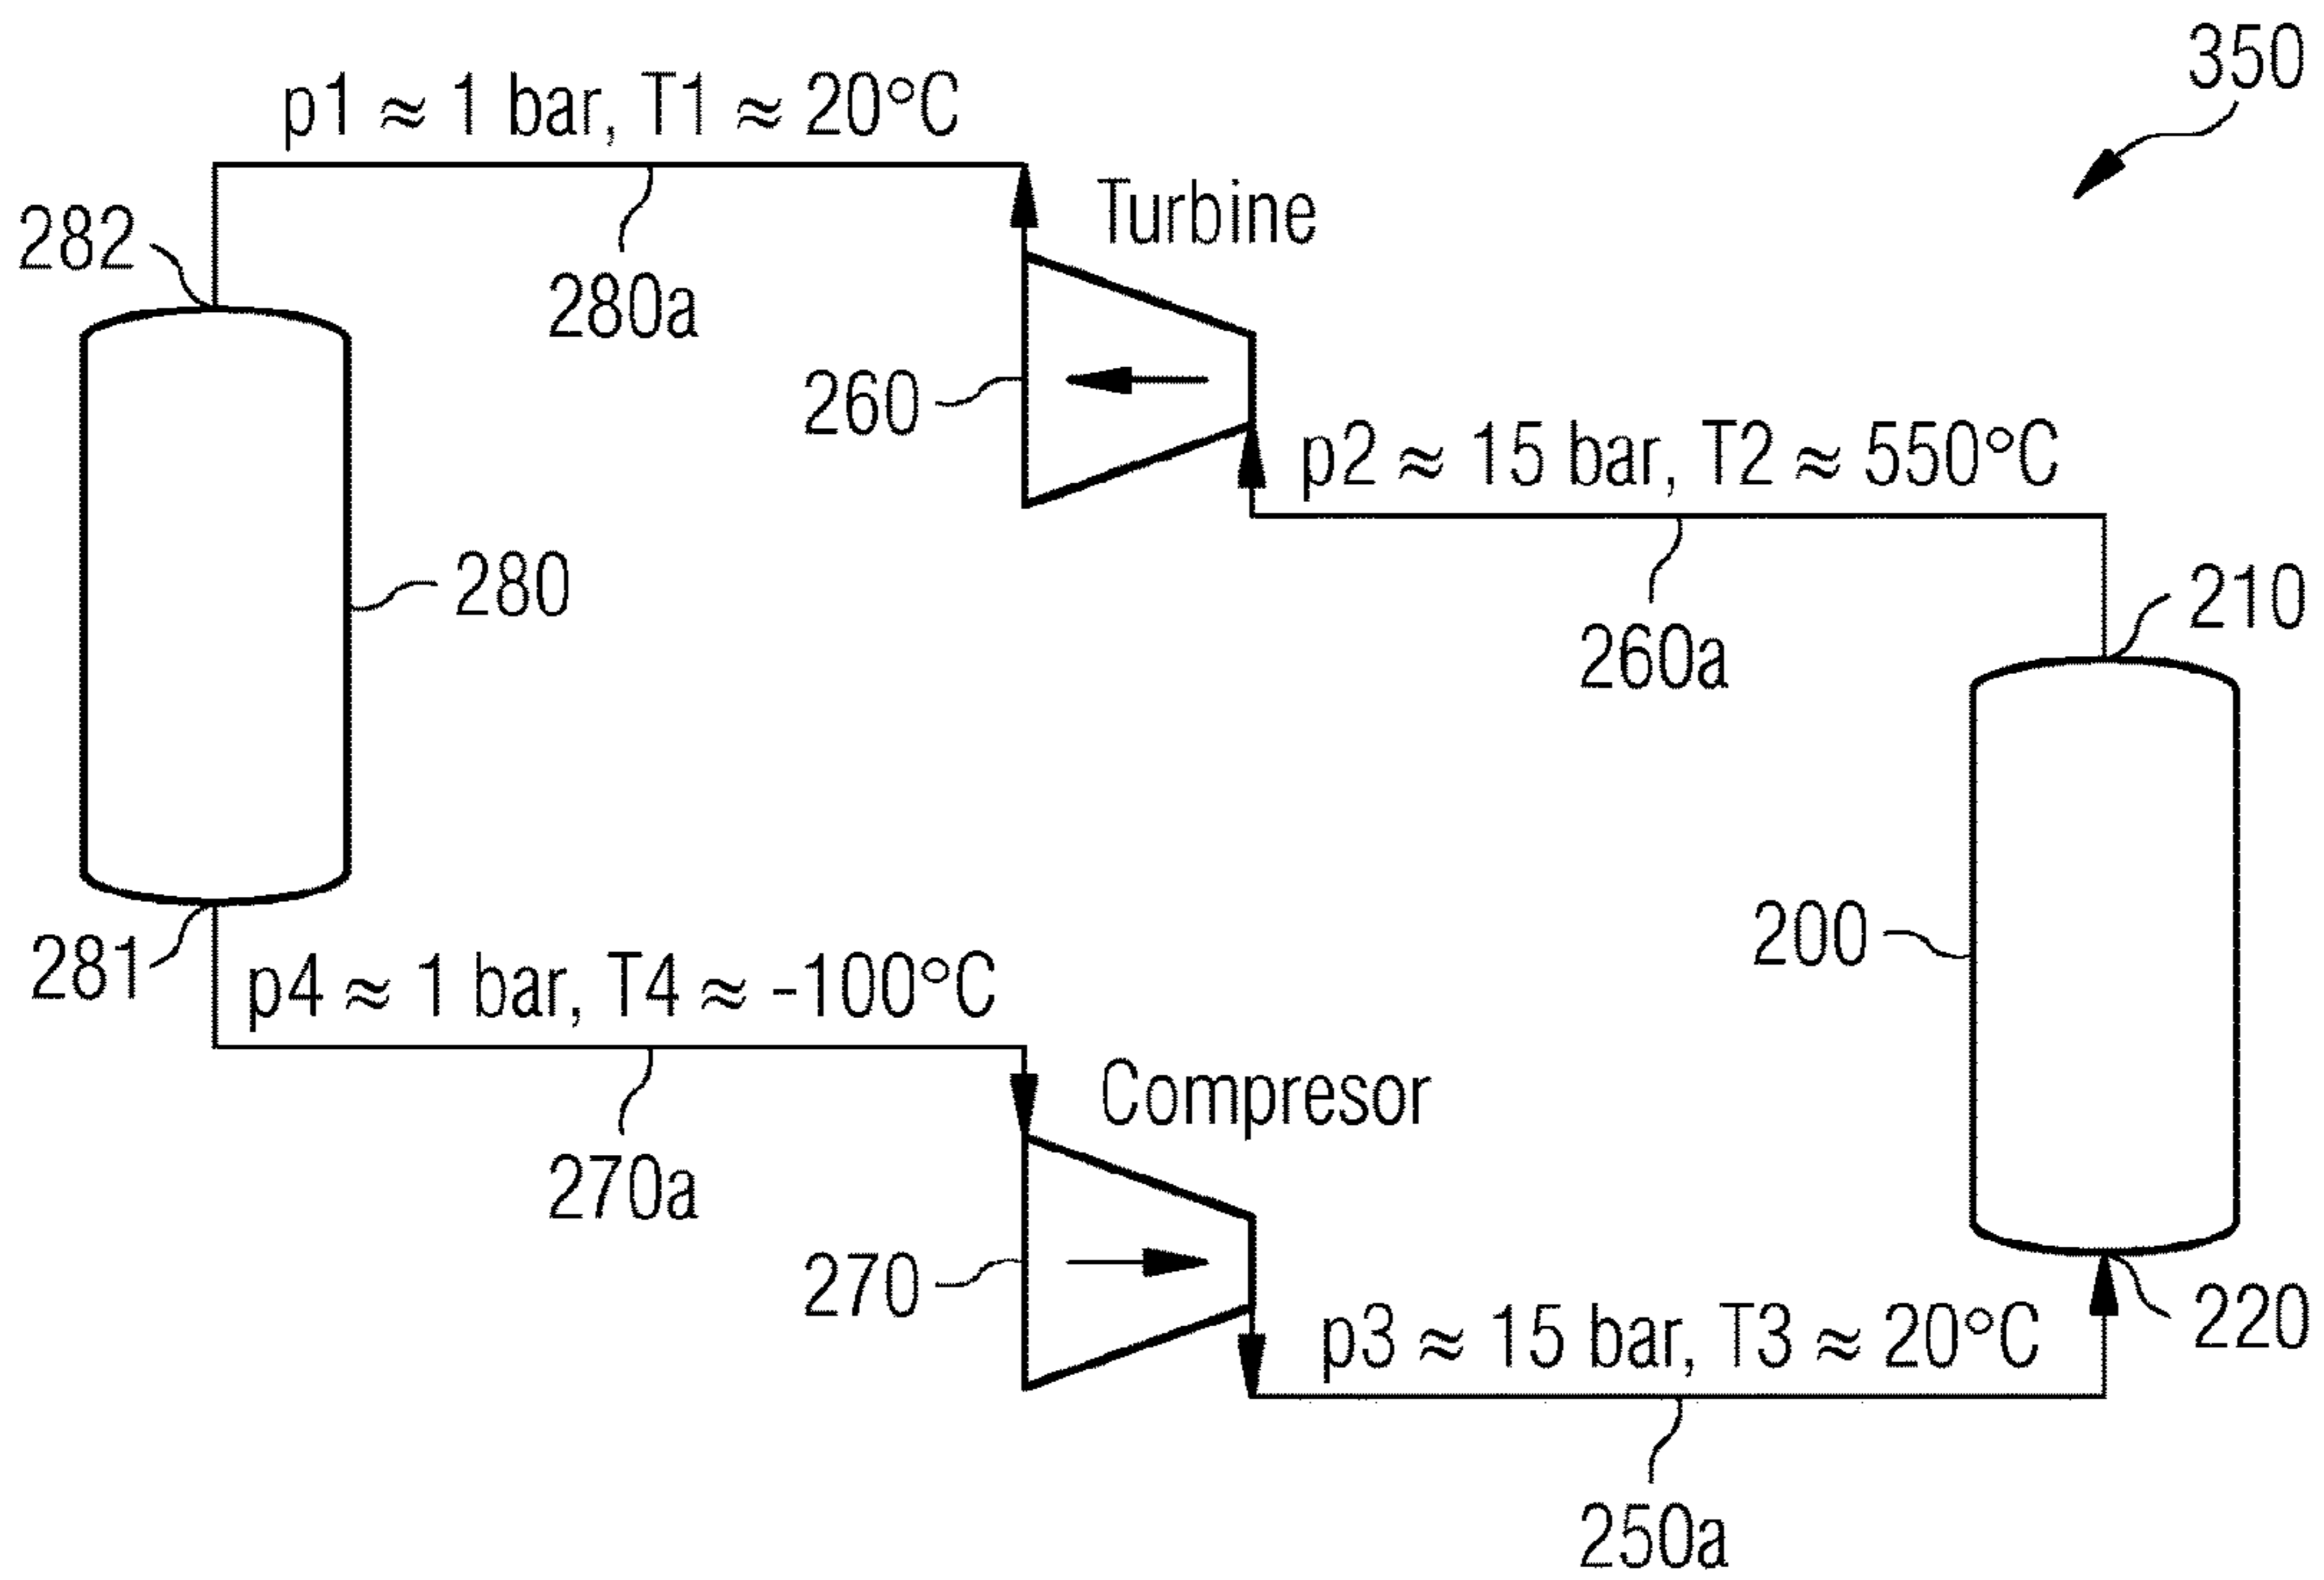 350
p1 ≈ 1 bar, T1 ≈ 20°C
282
Turbine
280a
260
p2 ≈ 15 bar, T2 ≈ 550°C
280
210
260a
200
281
p4 ≈ 1 bar, T4 ≈ -100°C
Compresor
270a
270
p3 ≈ 15 bar, T3 ≈ 20°C
220
250a